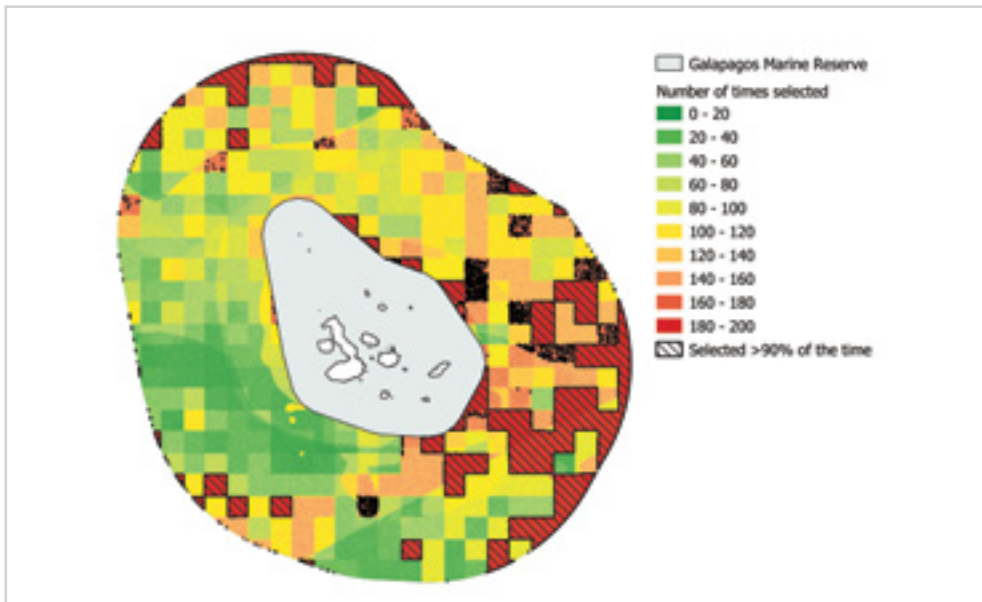 Galapagos Marine Reserve
Number of times selected
0 - 20
20 - 40
40 - 60
60 - 80
80 - 100
100 - 120
120 - 140
140 - 160
160 - 180
180 - 200
Selected >90% of the time